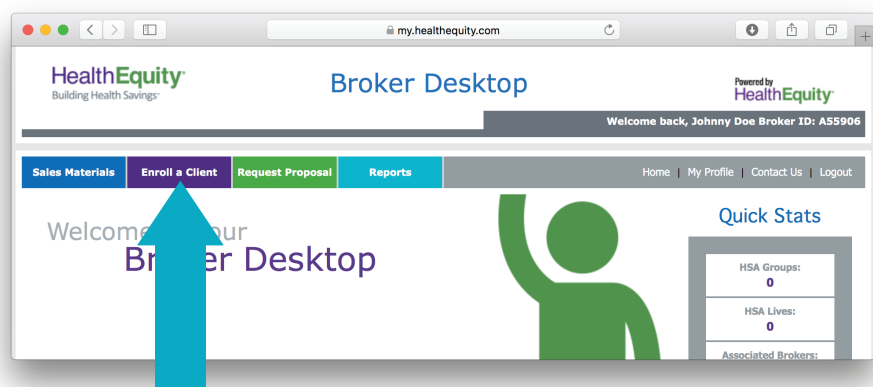 my.healthequity.com
HealthEquity
Building Health Savings
Broker Desktop
Powered by
HealthEquity
Welcome back, Johnny Doe Broker ID: A55906
Sales Materials Enroll a Client Request Proposal Reports Home | My Profile | Contact Us | Logout
Quick Stats
Desktop
HSA Groups:
0
HSA Lives:
0
Associated Brokers: